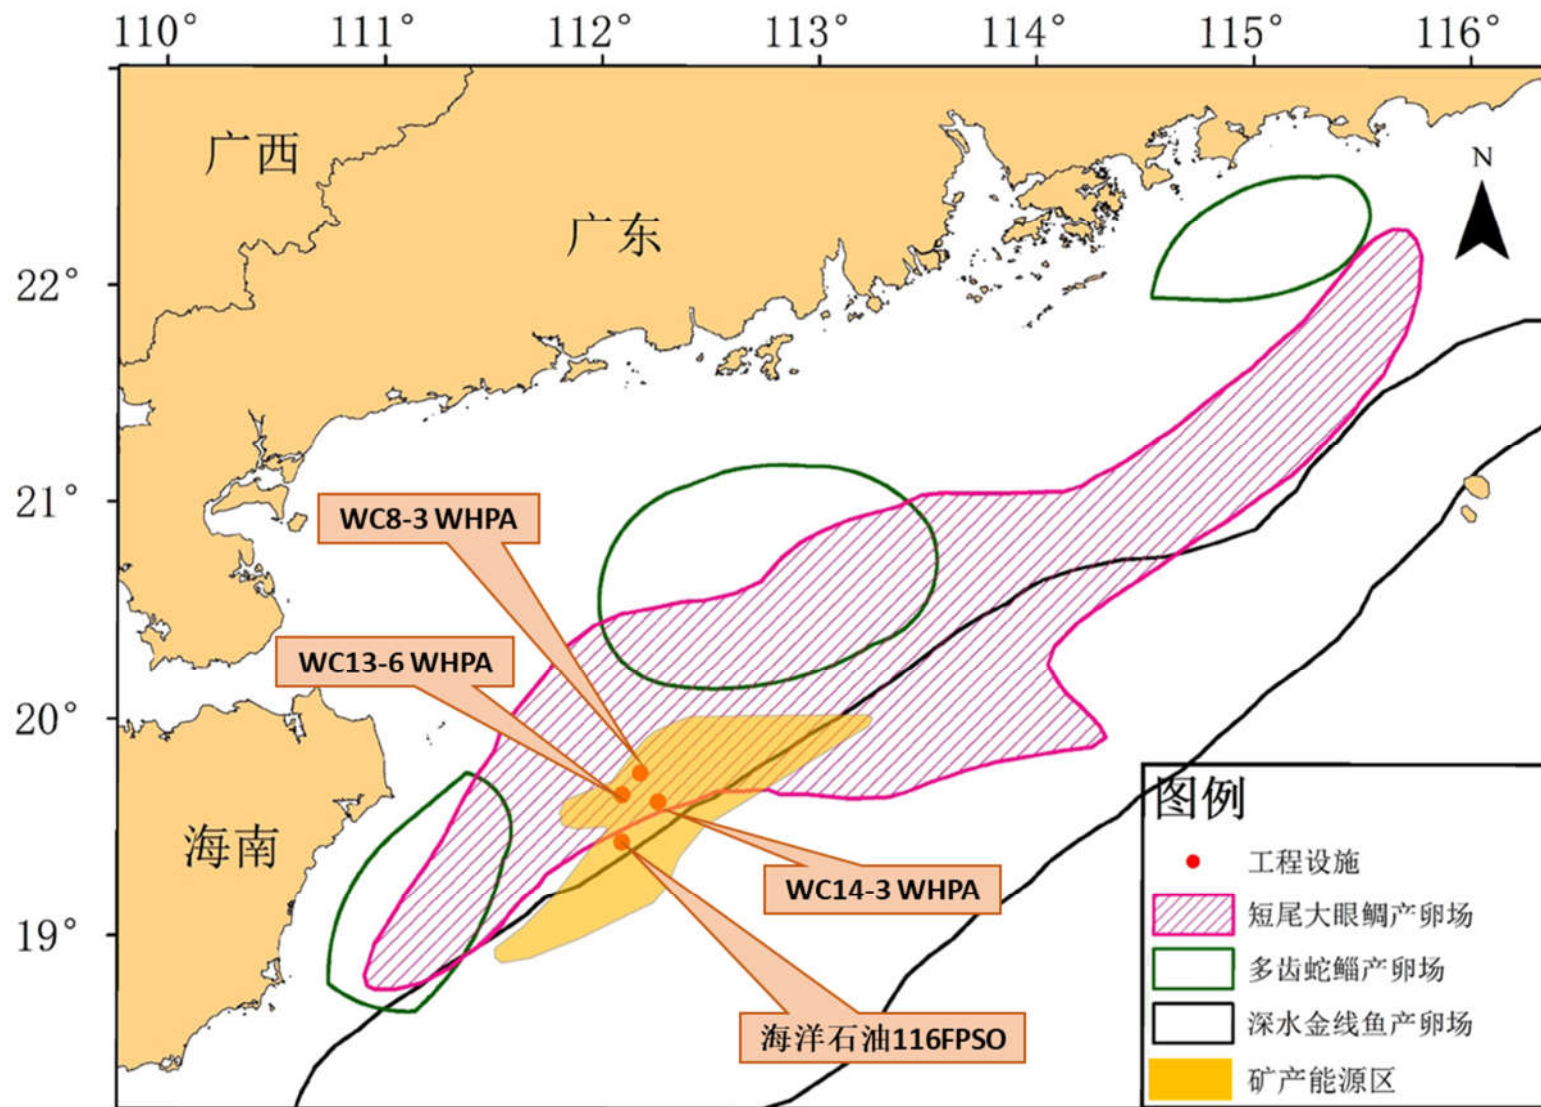 110°
111°
112°
113°
114°
115°
116°
广西
N
广东
22°
21°
WC8-3 WHPA
WC13-6 WHPA
20°
海南
图例
工程设施
WC14-3 WHPA
短尾大眼鲷产卵场
19°
多齿蛇鲻产卵场
海洋石油116FPSO
深水金线鱼产卵场
矿产能源区